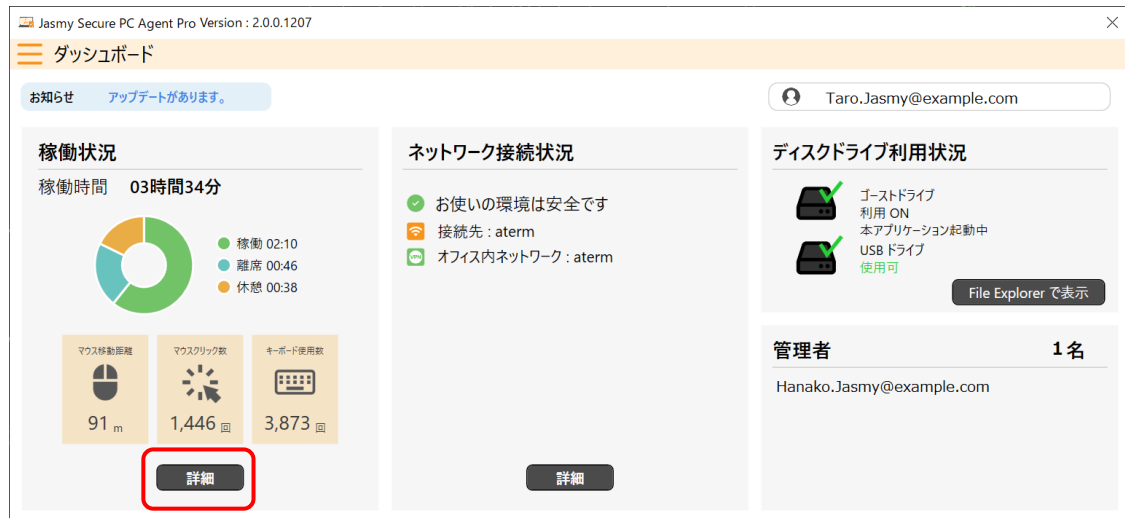 Jasmy Secure PC Agent Pro Version : 2.0.0.1207
ダッシュボード
お知らせ アップデートがあります。
Taro.Jasmy@example.com
稼働状況
稼働時間 03時間34分
稼働 02:10
離席 00:46
休憩 00:38
マウス移動距離
91 m
マウスクリック数
1,446 回
キーボード使用数
3,873 回
詳細
ネットワーク接続状況
お使いの環境は安全です
接続先 : aterm
VPN オフィス内ネットワーク : aterm
詳細
ディスクドライブ利用状況
ゴーストドライブ
利用 ON
本アプリケーション起動中
USB ドライブ
使用可
File Explorer で表示
管理者 1名
Hanako.Jasmy@example.com